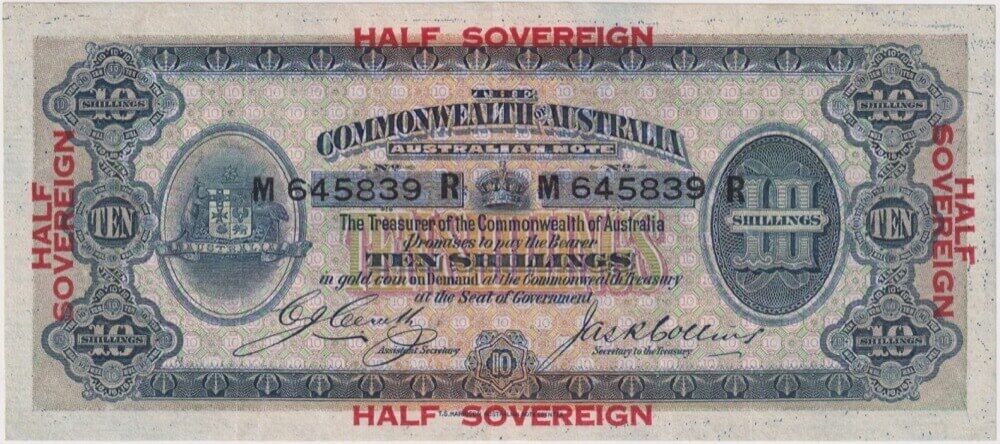 HALF SOVEREIGN
10 SHILLINGS
10 SHILLINGS
THE
COMMONWEALTH OF AUSTRALIA
AUSTRALIAN NOTE
No No
M 645839 R M 645839 R
HALF SOVEREIGN
HALF SOVEREIGN
TEN
AUSTRALIA
10 SHILLINGS
TEN
The Treasurer of the Commonwealth of Australia
Promises to pay the Bearer
TEN SHILLINGS
in gold coin on Demand at the Commonwealth Treasury
at the Seat of Government
Jas R Collins
Assistant Secretary
Secretary to the Treasury
10 SHILLINGS
10
10 SHILLINGS
HALF SOVEREIGN